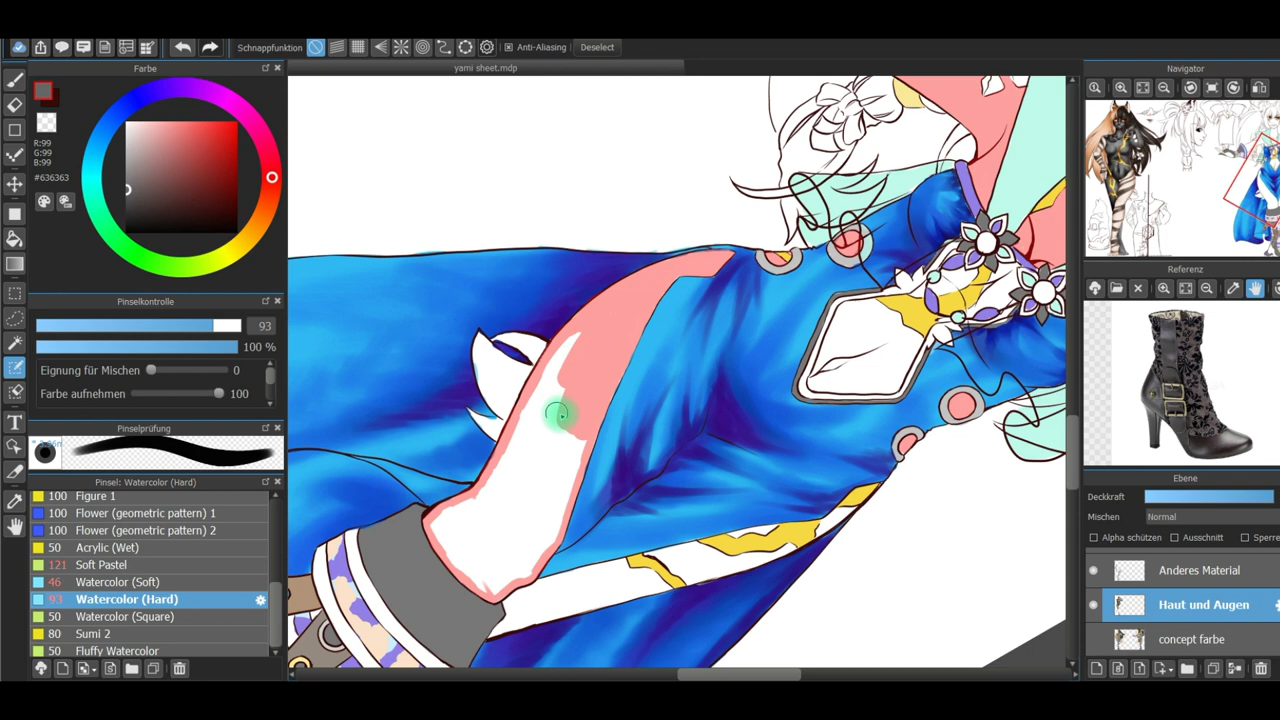 Schnappfunktion
Anti-Aliasing
Deselect
Farbe
yami sheet.mdp
Navigator
R:99
G:99
B:99
#636363
Referenz
Pinselkontrolle
93
100 %
Eignung für Mischen 0
Farbe aufnehmen 100
Pinselprüfung
Pinsel: Watercolor (Hard)
100 Figure 1
100 Flower (geometric pattern) 1
100 Flower (geometric pattern) 2
50 Acrylic (Wet)
121 Soft Pastel
46 Watercolor (Soft)
93 Watercolor (Hard)
50 Watercolor (Square)
80 Sumi 2
50 Fluffy Watercolor
Ebene
Deckkraft
Mischen Normal
Alpha schützen Ausschnitt Sperre
Anderes Material
Haut und Augen
concept farbe